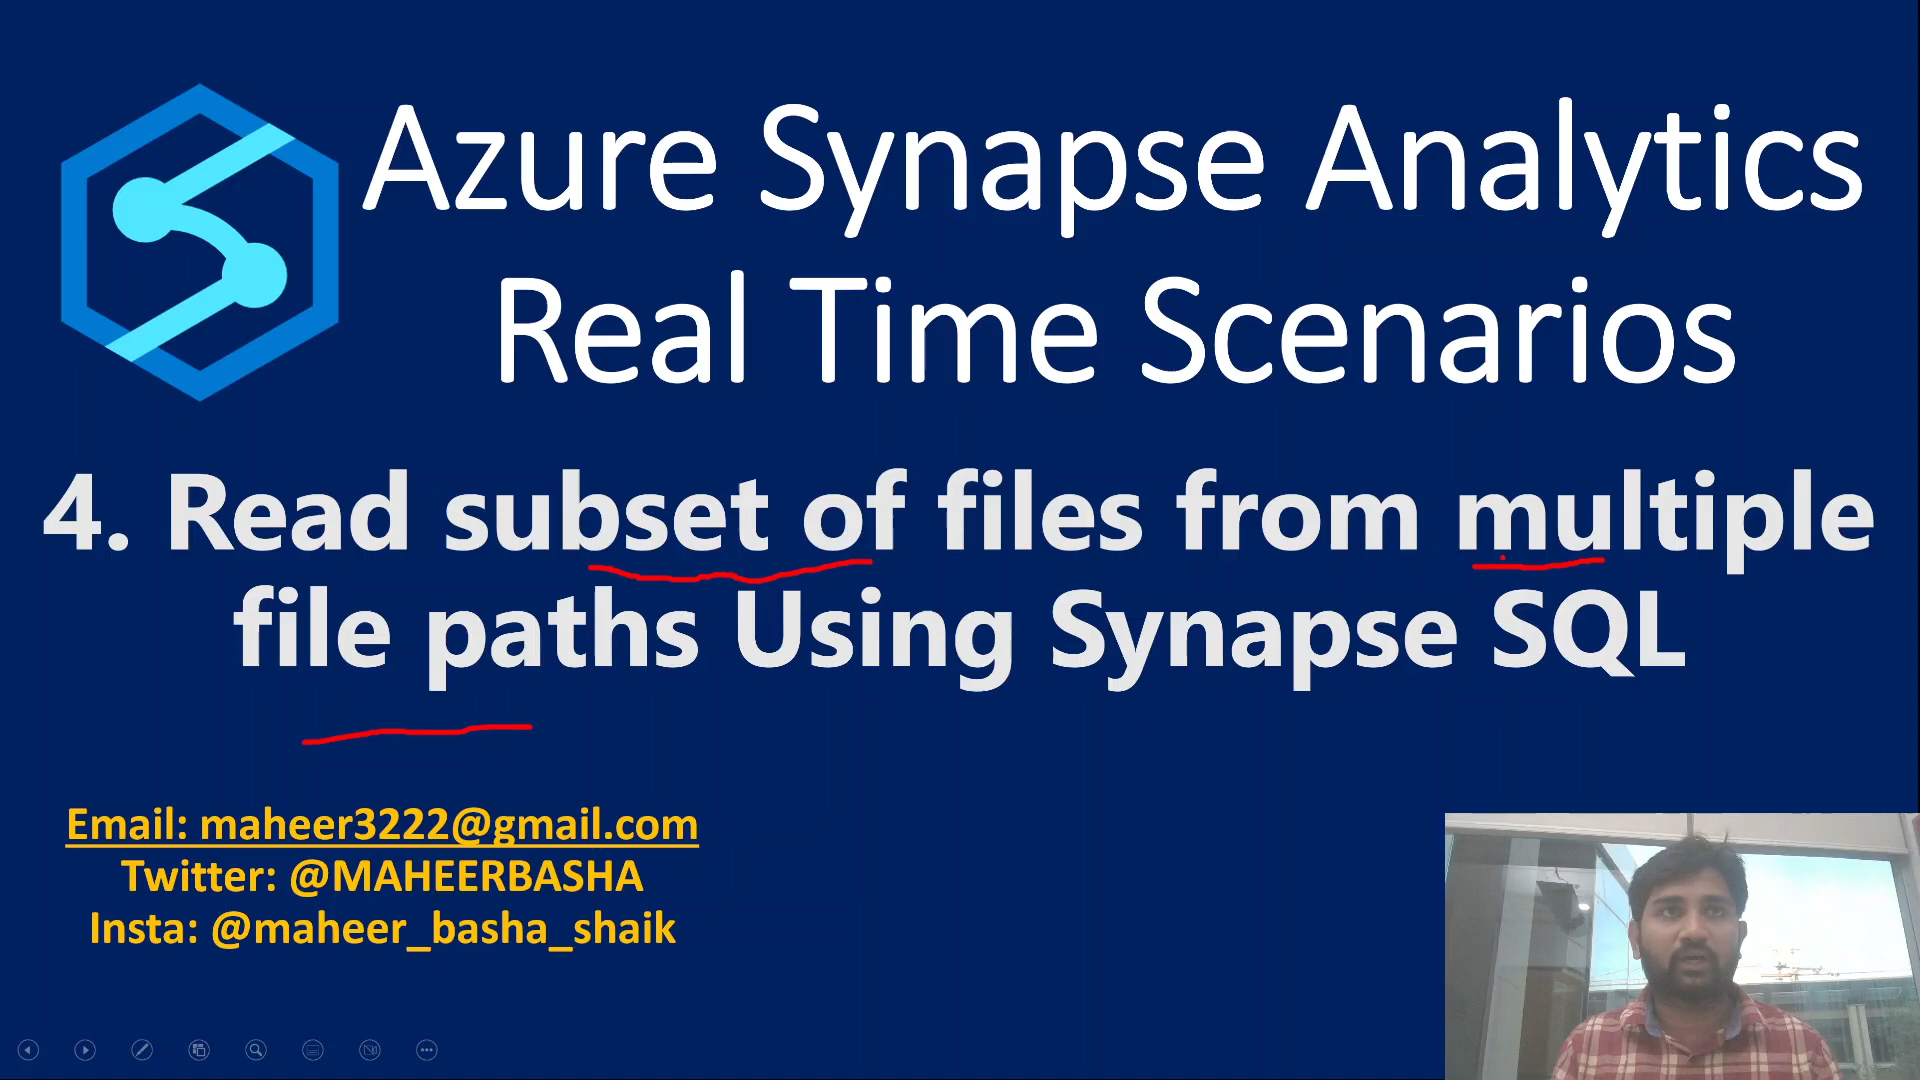 Azure Synapse Analytics
Real Time Scenarios
4. Read subset of files from multiple
file paths Using Synapse SQL
Email: maheer3222@gmail.com
Twitter: @MAHEERBASHA
Insta: @maheer_basha_shaik